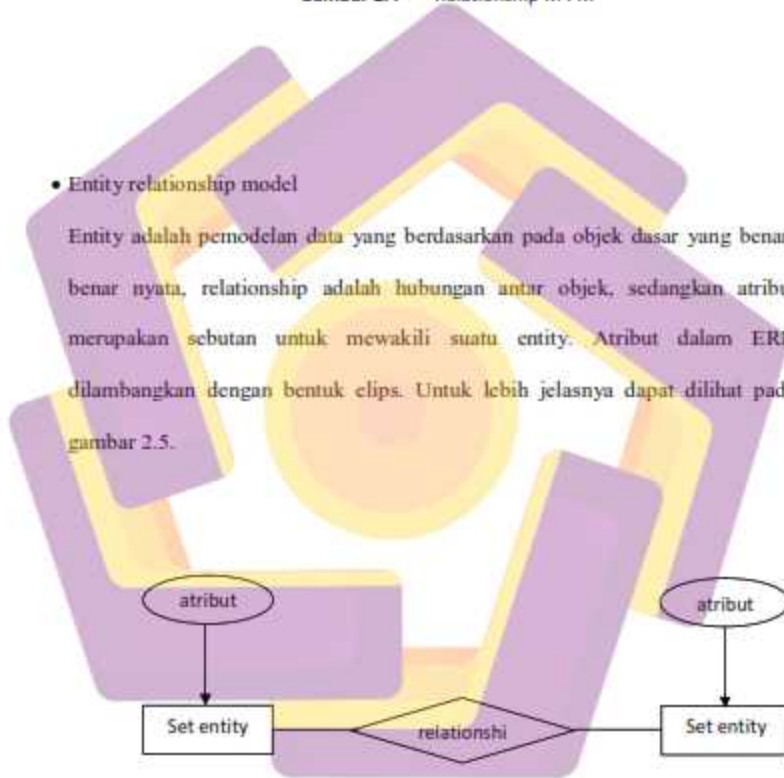 • Entity relationship model
Entity adalah pemodelan data yang berdasarkan pada objek dasar yang benar
benar nyata, relationship adalah hubungan antar objek, sedangkan atribu
merupakan sebutan untuk mewakili suatu entity. Atribut dalam ER
dilambangkan dengan bentuk elips. Untuk lebih jelasnya dapat dilihat pad
gambar 2.5.
atribut atribut
Set entity relationshi Set entity